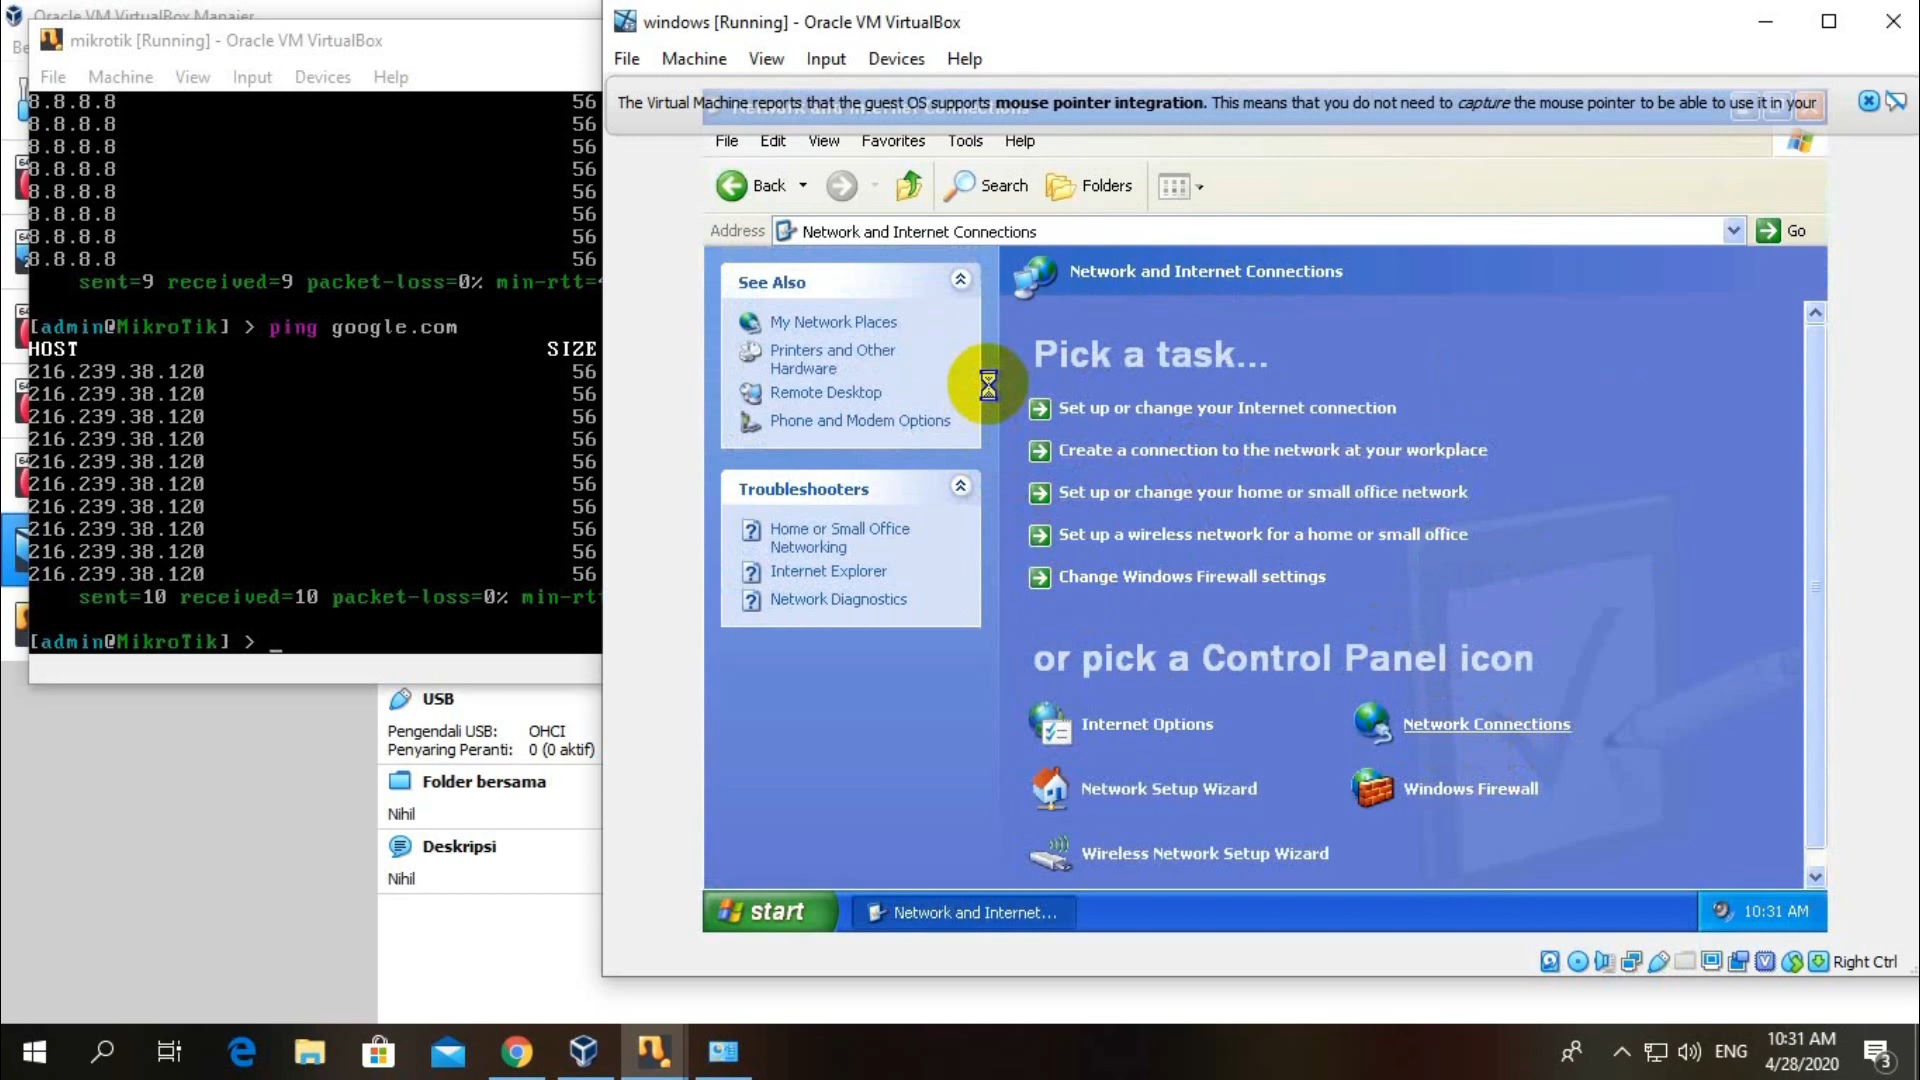 Oracle VM VirtualBox Manajer
mikrotik [Running] - Oracle VM VirtualBox
File Machine View Input Devices Help
8.8.8.8 56
8.8.8.8 56
8.8.8.8 56
8.8.8.8 56
8.8.8.8 56
8.8.8.8 56
8.8.8.8 56
8.8.8.8 56
sent=9 received=9 packet-loss=0% min-rtt=
[admin@MikroTik] > ping google.com
HOST SIZE
216.239.38.120 56
216.239.38.120 56
216.239.38.120 56
216.239.38.120 56
216.239.38.120 56
216.239.38.120 56
216.239.38.120 56
216.239.38.120 56
216.239.38.120 56
216.239.38.120 56
sent=10 received=10 packet-loss=0% min-rtt
[admin@MikroTik] > _
USB
Pengendali USB: OHCI
Penyaring Peranti: 0 (0 aktif)
Folder bersama
Nihil
Deskripsi
Nihil
windows [Running] - Oracle VM VirtualBox
File Machine View Input Devices Help
The Virtual Machine reports that the guest OS supports mouse pointer integration. This means that you do not need to capture the mouse pointer to be able to use it in your
Network and Internet Connections
File Edit View Favorites Tools Help
Back Search Folders
Address Network and Internet Connections Go
See Also
My Network Places
Printers and Other
Hardware
Remote Desktop
Phone and Modem Options
Troubleshooters
Home or Small Office
Networking
Internet Explorer
Network Diagnostics
Network and Internet Connections
Pick a task...
Set up or change your Internet connection
Create a connection to the network at your workplace
Set up or change your home or small office network
Set up a wireless network for a home or small office
Change Windows Firewall settings
or pick a Control Panel icon
Internet Options Network Connections
Network Setup Wizard Windows Firewall
Wireless Network Setup Wizard
start Network and Internet... 10:31 AM
Right Ctrl
ENG
10:31 AM
4/28/2020
3